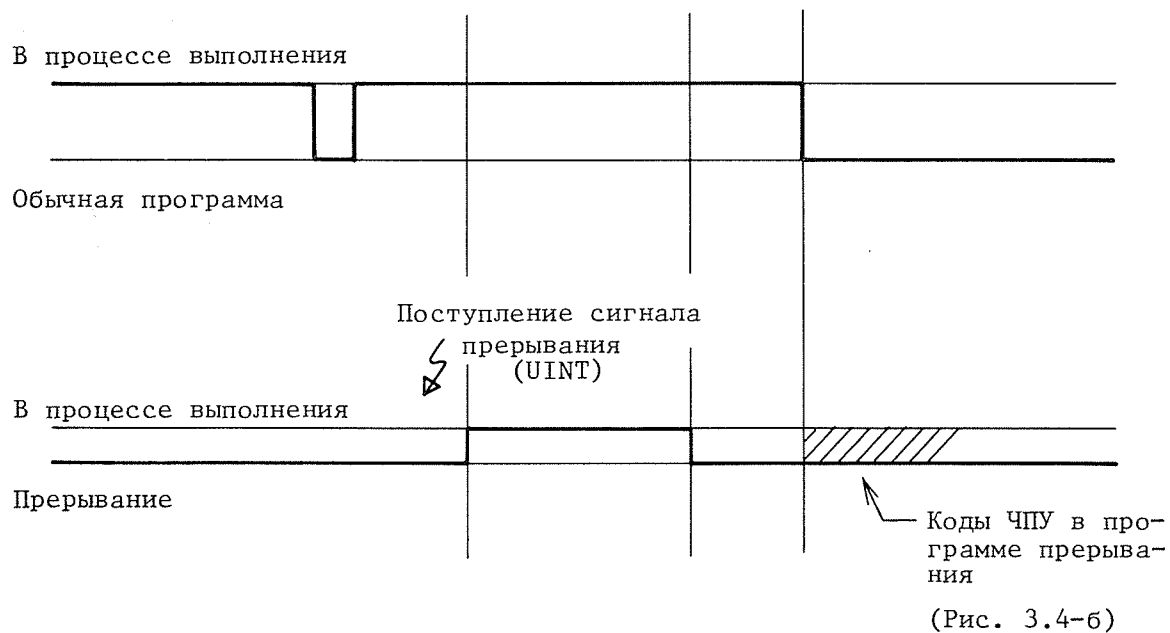 В процессе выполнения
Обычная программа
Поступление сигнала
прерывания
(UINT)
В процессе выполнения
Прерывание
Коды ЧПУ в про-
грамме прерыва-
ния
(Рис. 3.4-б)